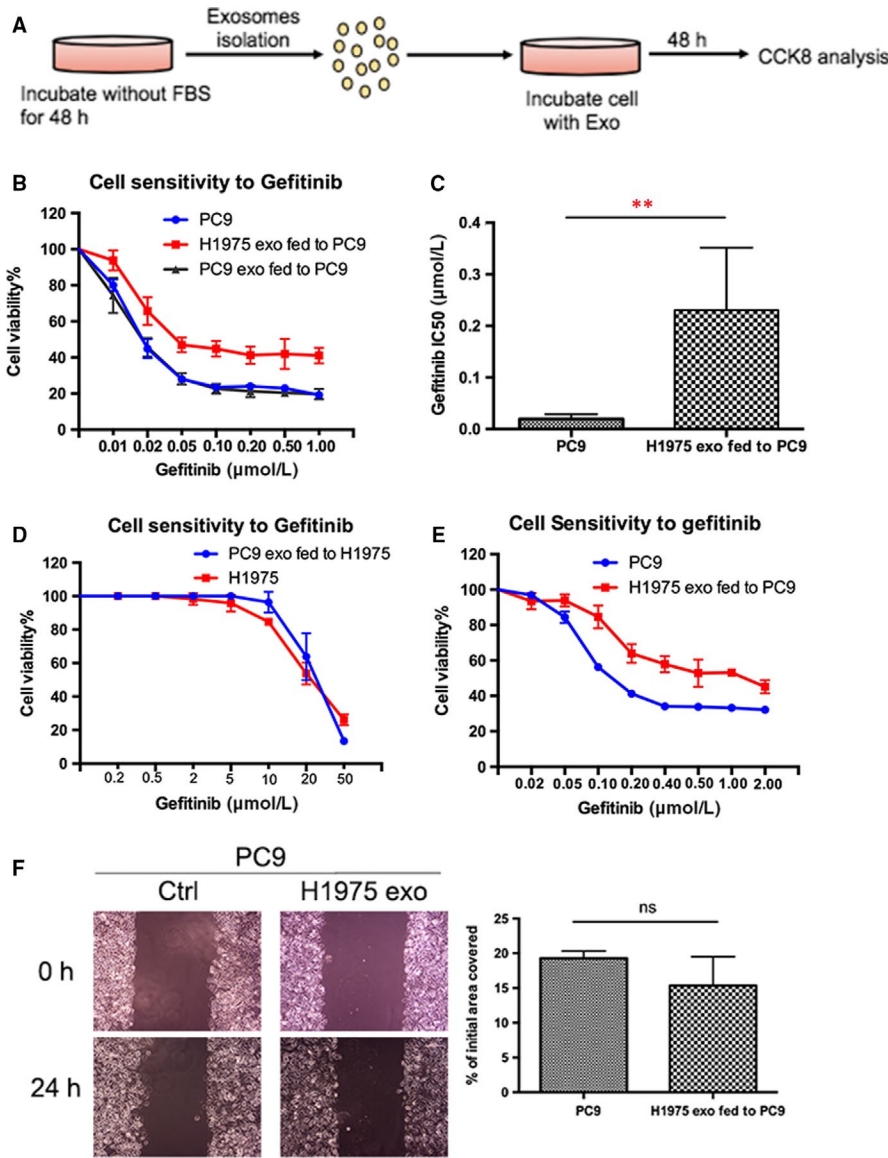 A
Exosomes
isolation
48 h
CCK8 analysis
Incubate without FBS
for 48 h
Incubate cell
with Exo
B
Cell sensitivity to Gefitinib
PC9
H1975 exo fed to PC9
PC9 exo fed to PC9
Cell viability%
120
100
80
60
40
20
0
0.01 0.02 0.05 0.10 0.20 0.50 1.00
Gefitinib (μmol/L)
C
**
Gefitinib IC50 (μmol/L)
0.4
0.3
0.2
0.1
0.0
PC9
H1975 exo fed to PC9
D
Cell sensitivity to Gefitinib
PC9 exo fed to H1975
H1975
Cell viability%
120
100
80
60
40
20
0
0.2 0.5 2 5 10 20 50
Gefitinib (μmol/L)
E
Cell Sensitivity to gefitinib
PC9
H1975 exo fed to PC9
Cell viability%
120
100
80
60
40
20
0
0.02 0.05 0.10 0.20 0.40 0.50 1.00 2.00
Gefitinib (μmol/L)
F
PC9
Ctrl
H1975 exo
0 h
24 h
ns
% of initial area covered
25
20
15
10
5
0
PC9
H1975 exo fed to PC9